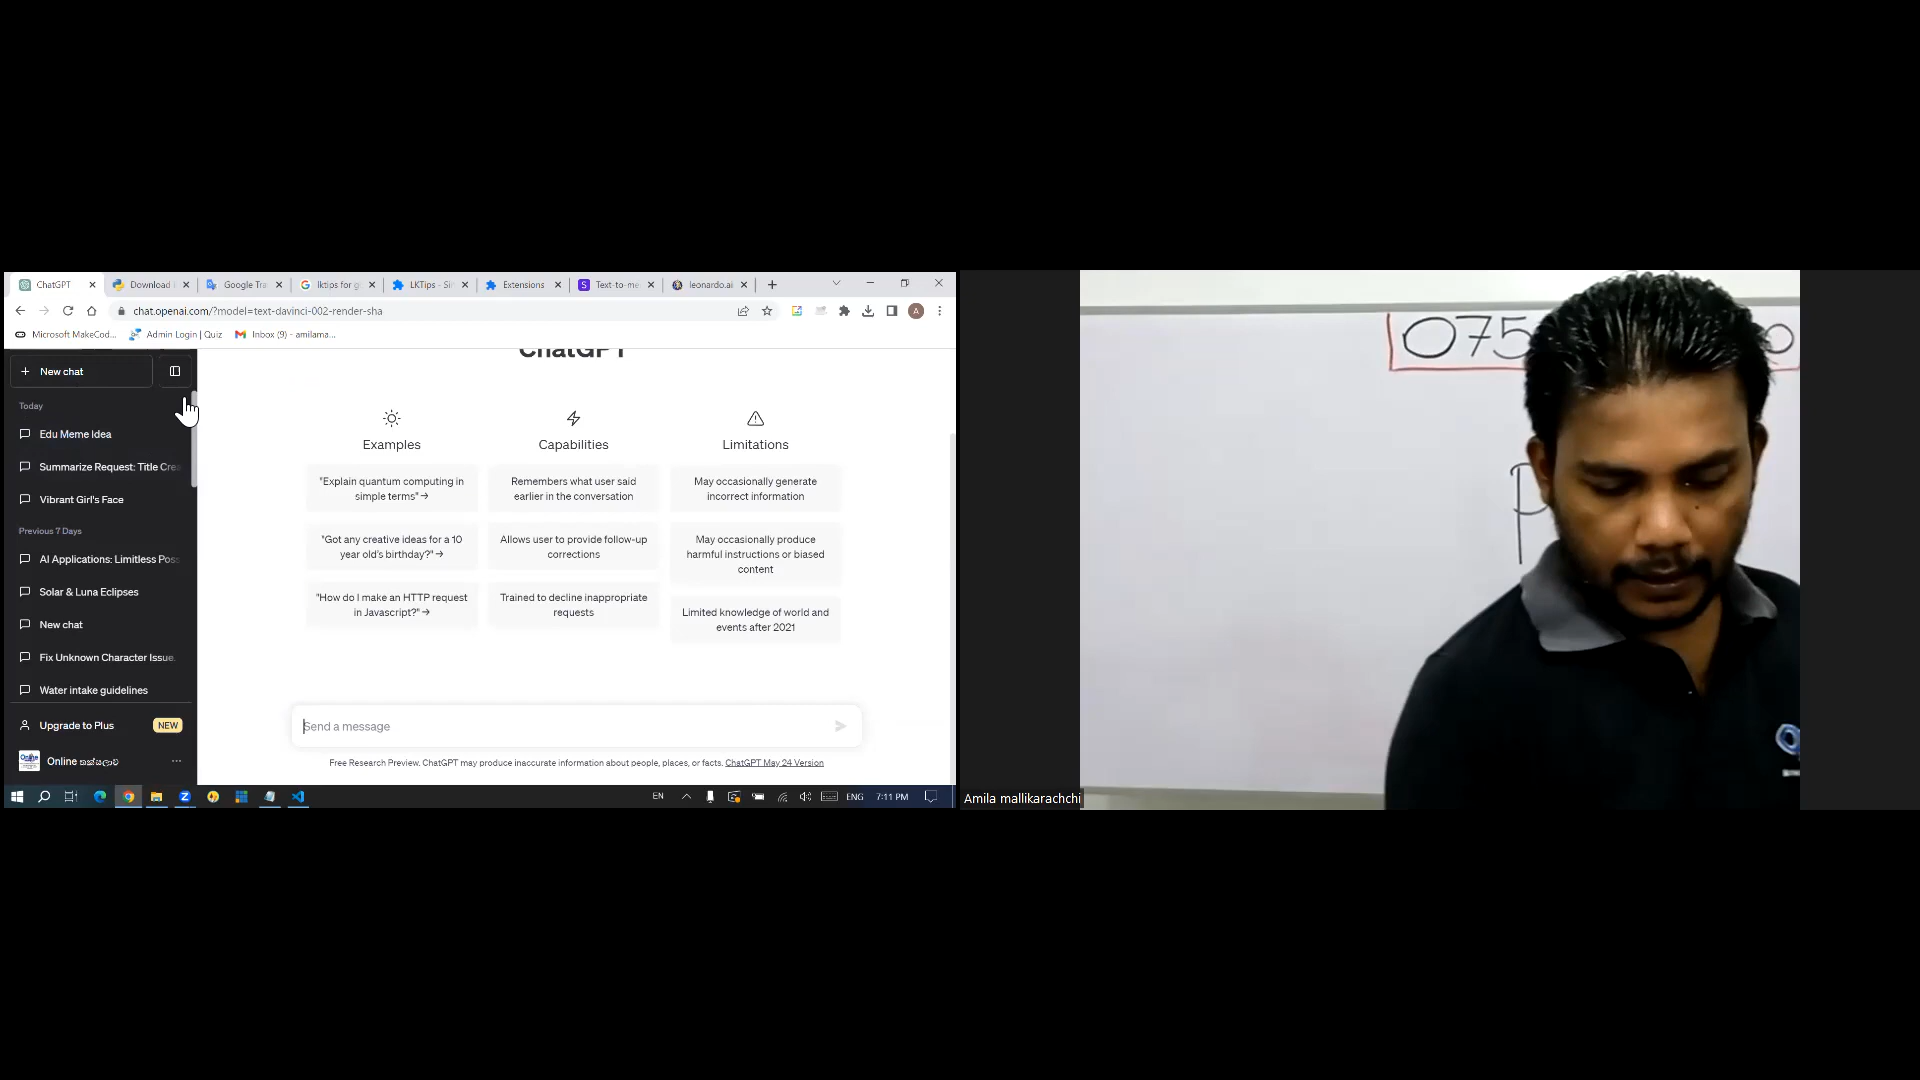 ChatGPT
Download
Google Tra
lktips for g
LKTips - Si
Extensions
Text-to-me
leonardo.ai
chat.openai.com/?model=text-davinci-002-render-sha
Microsoft MakeCod...
Admin Login | Quiz
Inbox (9) - amilama...
New chat
Today
Edu Meme Idea
Summarize Request: Title Crea
Vibrant Girl's Face
Previous 7 Days
AI Applications: Limitless Poss
Solar & Luna Eclipses
New chat
Fix Unknown Character Issue.
Water intake guidelines
Upgrade to Plus
NEW
Online තක්සලාව
ChatGPT
Examples
"Explain quantum computing in
simple terms" →
"Got any creative ideas for a 10
year old's birthday?" →
"How do I make an HTTP request
in Javascript?" →
Capabilities
Remembers what user said
earlier in the conversation
Allows user to provide follow-up
corrections
Trained to decline inappropriate
requests
Limitations
May occasionally generate
incorrect information
May occasionally produce
harmful instructions or biased
content
Limited knowledge of world and
events after 2021
Send a message
Free Research Preview. ChatGPT may produce inaccurate information about people, places, or facts. ChatGPT May 24 Version
EN
ENG
7:11 PM
075
0
P
Amila mallikarachchi